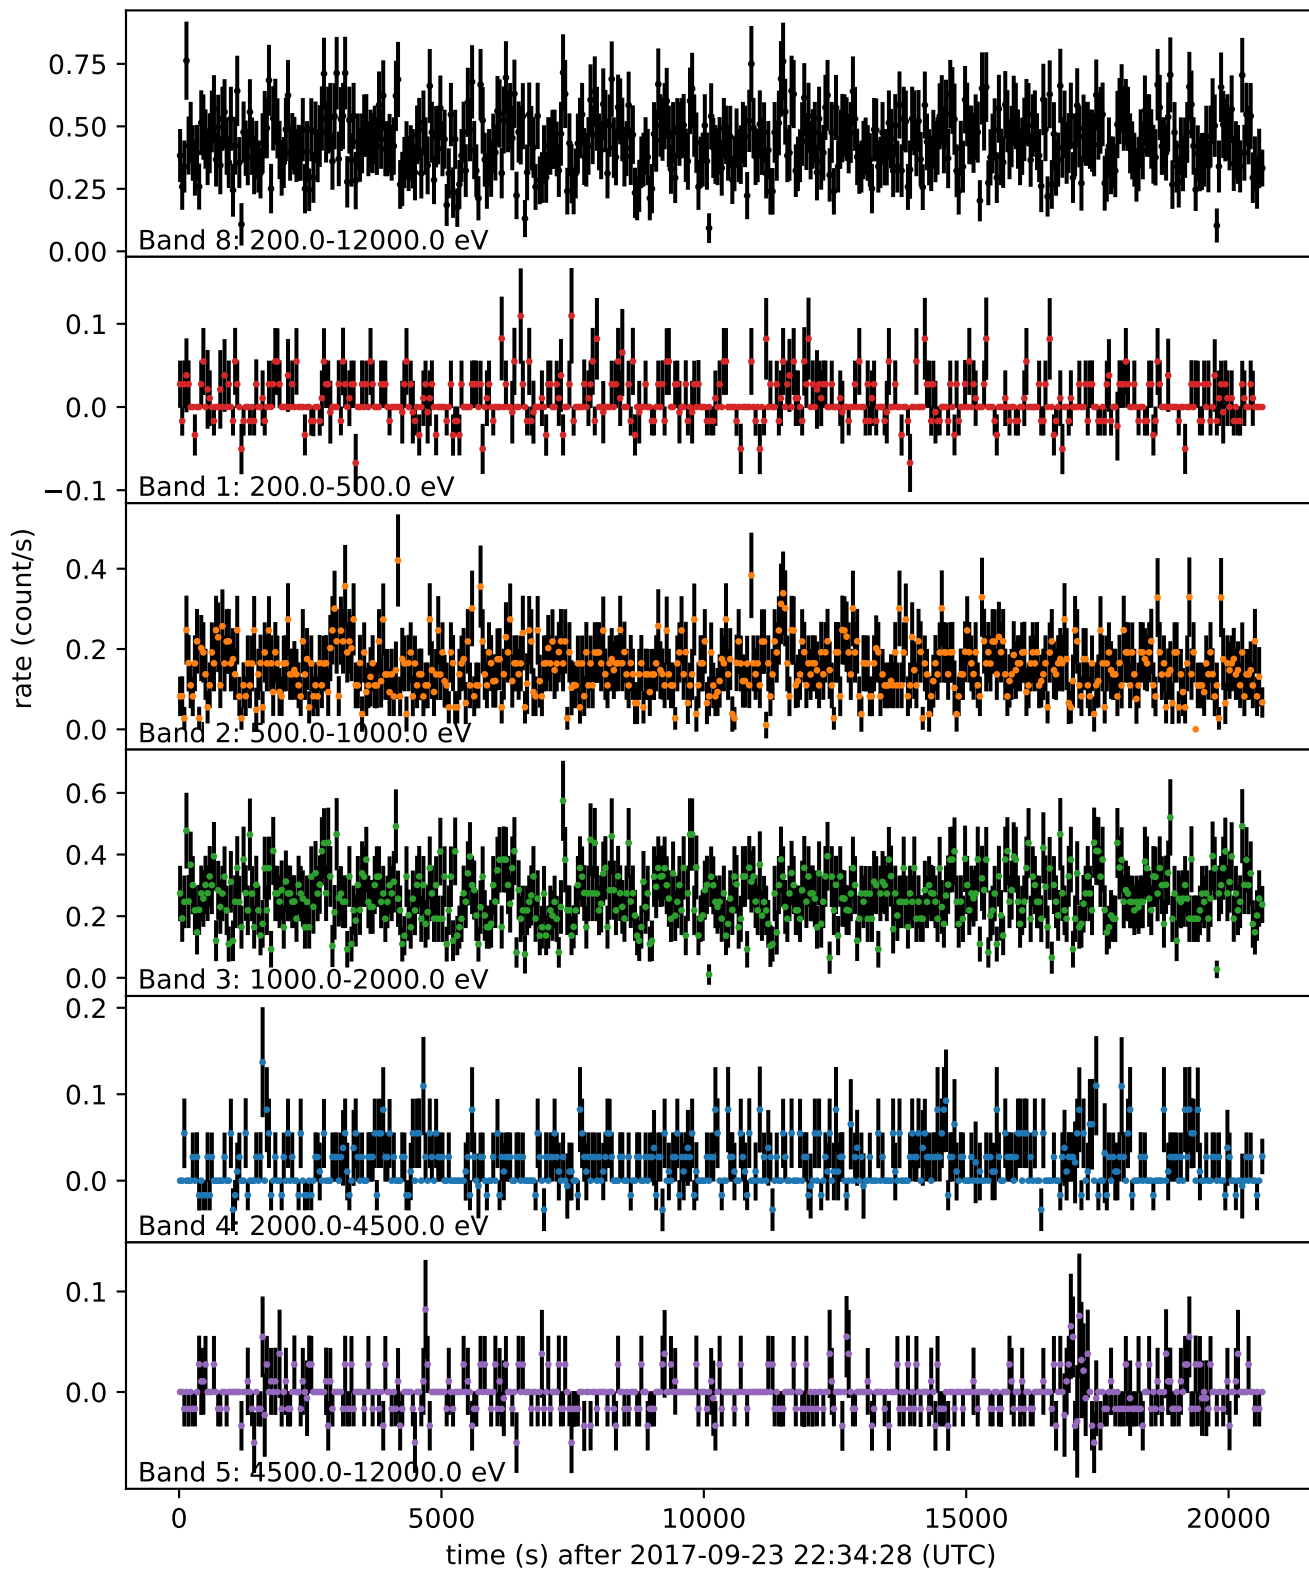 0.75
0.50
0.25
0.00
Band 8: 200.0-12000.0 eV
0.1
0.0
−0.1
Band 1: 200.0-500.0 eV
rate (count/s)
0.4
0.2
0.0
Band 2: 500.0-1000.0 eV
0.6
0.4
0.2
0.0
Band 3: 1000.0-2000.0 eV
0.2
0.1
0.0
Band 4: 2000.0-4500.0 eV
0.1
0.0
Band 5: 4500.0-12000.0 eV
0 5000 10000 15000 20000
time (s) after 2017-09-23 22:34:28 (UTC)